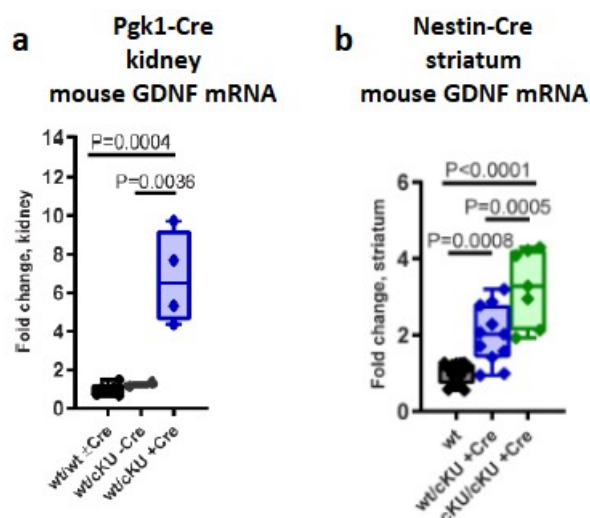 a
Pgk1-Cre
kidney
mouse GDNF mRNA
Fold change, kidney
14
12
10
8
6
4
2
0
P=0.0004
P=0.0036
wt/wt ±Cre
wt/cKU -Cre
wt/cKU +Cre
b
Nestin-Cre
striatum
mouse GDNF mRNA
Fold change, striatum
6
4
2
0
P<0.0001
P=0.0005
P=0.0008
wt
wt/cKU +Cre
cKU/cKU +Cre